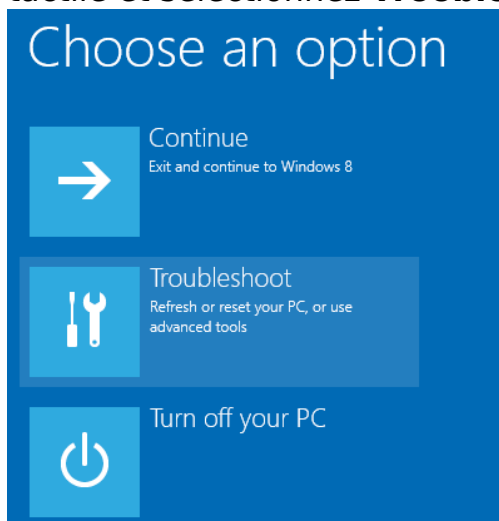 Choose an option
Continue
Exit and continue to Windows 8
Troubleshoot
Refresh or reset your PC, or use
advanced tools
Turn off your PC